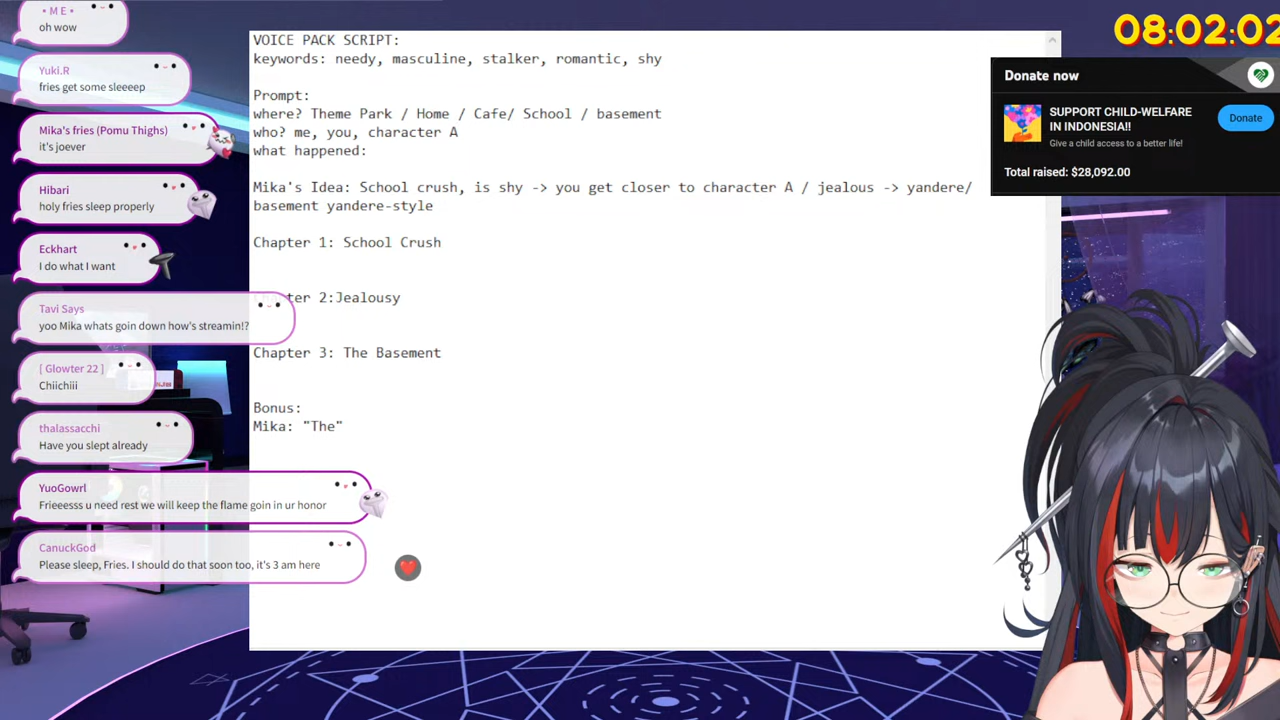 • M E •
oh wow
Yuki.R
fries get some sleeeep
Mika's fries (Pomu Thighs)
it's joever
Hibari
holy fries sleep properly
Eckhart
I do what I want
Tavi Says
yoo Mika whats goin down how's streamin!?
[ Glowter 22 ]
Chiichiii
thalassacchi
Have you slept already
YuoGowrl
Frieeesss u need rest we will keep the flame goin in ur honor
CanuckGod
Please sleep, Fries. I should do that soon too, it's 3 am here
VOICE PACK SCRIPT:
keywords: needy, masculine, stalker, romantic, shy
Prompt:
where? Theme Park / Home / Cafe/ School / basement
who? me, you, character A
what happened:
Mika's Idea: School crush, is shy -> you get closer to character A / jealous -> yandere/
basement yandere-style
Chapter 1: School Crush
ter 2:Jealousy
Chapter 3: The Basement
Bonus:
Mika: "The"
08:02:02
Donate now
SUPPORT CHILD-WELFARE
IN INDONESIA!!
Give a child access to a better life!
Donate
Total raised: $28,092.00